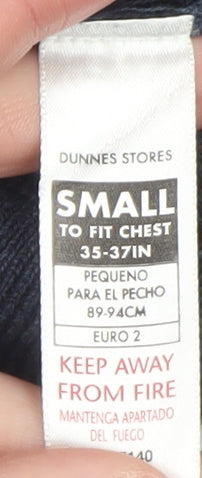 DUNNES STORES
SMALL
TO FIT CHEST
35-37IN
PEQUENO
PARA EL PECHO
89-94CM
EURO 2
KEEP AWAY
FROM FIRE
MANTENGA APARTADO
DEL FUEGO